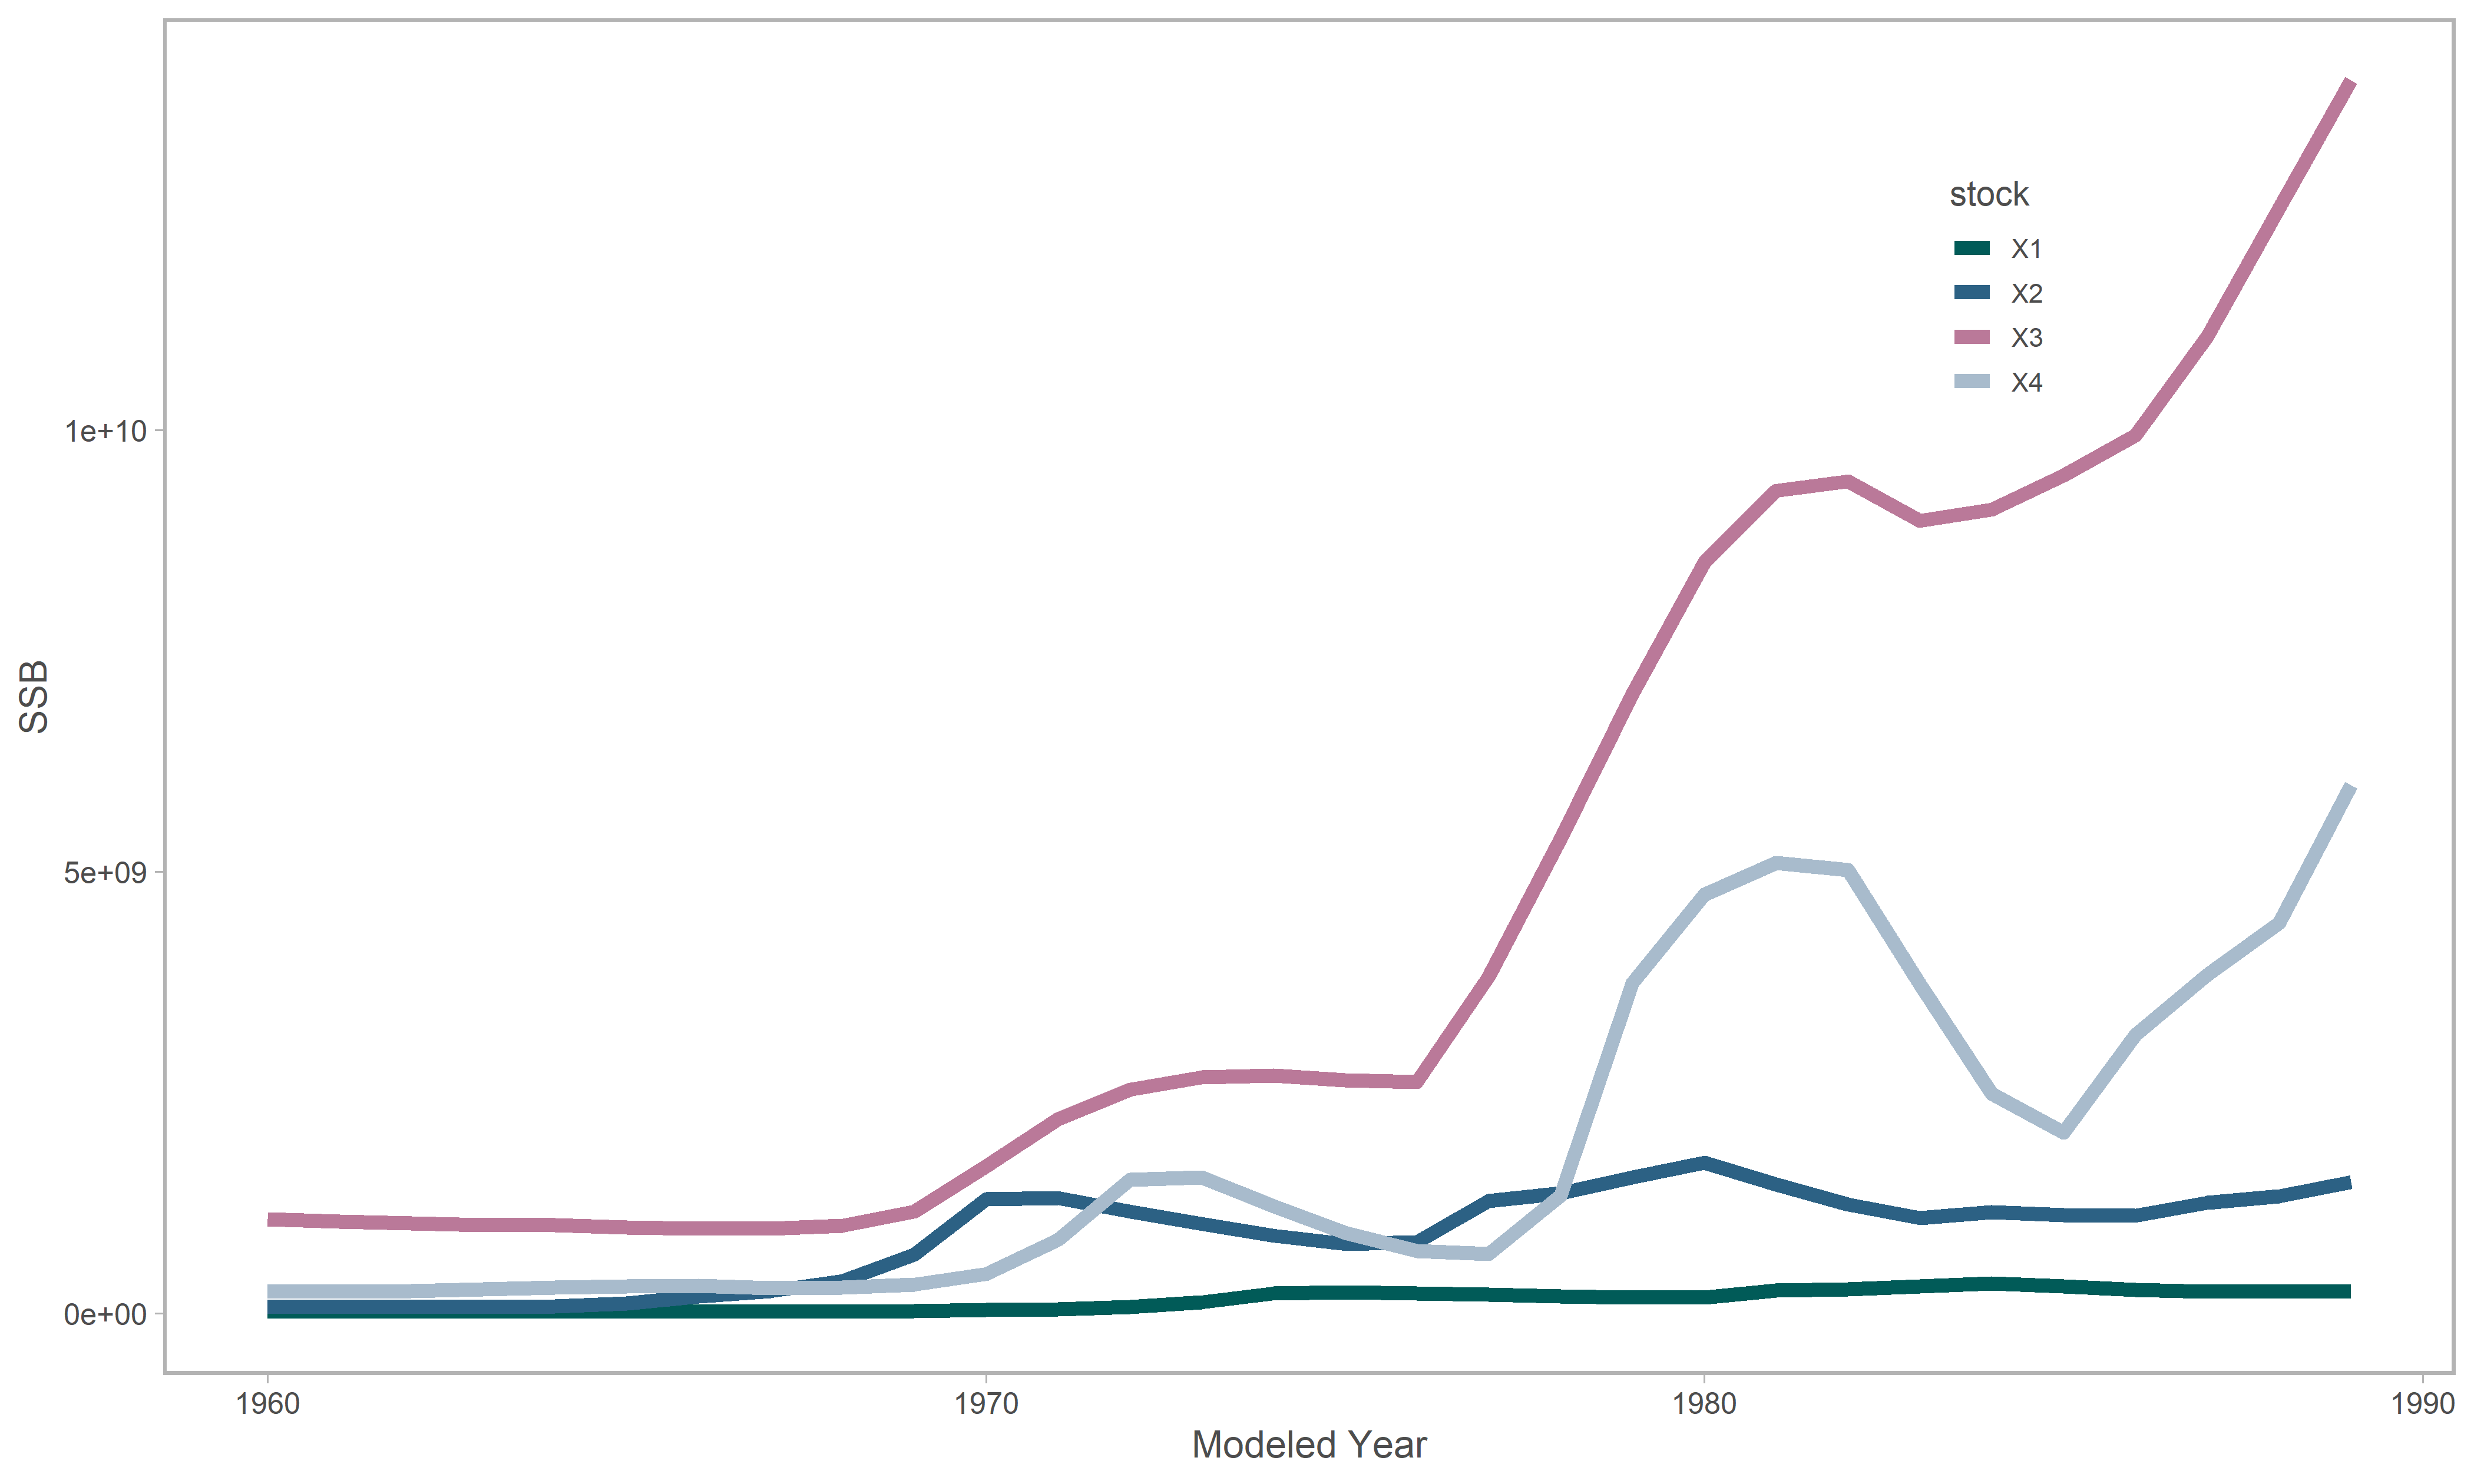 stock
X1
X2
X3
X4
1e+10
5e+09
0e+00
SSB
1960
1970
1980
1990
Modeled Year